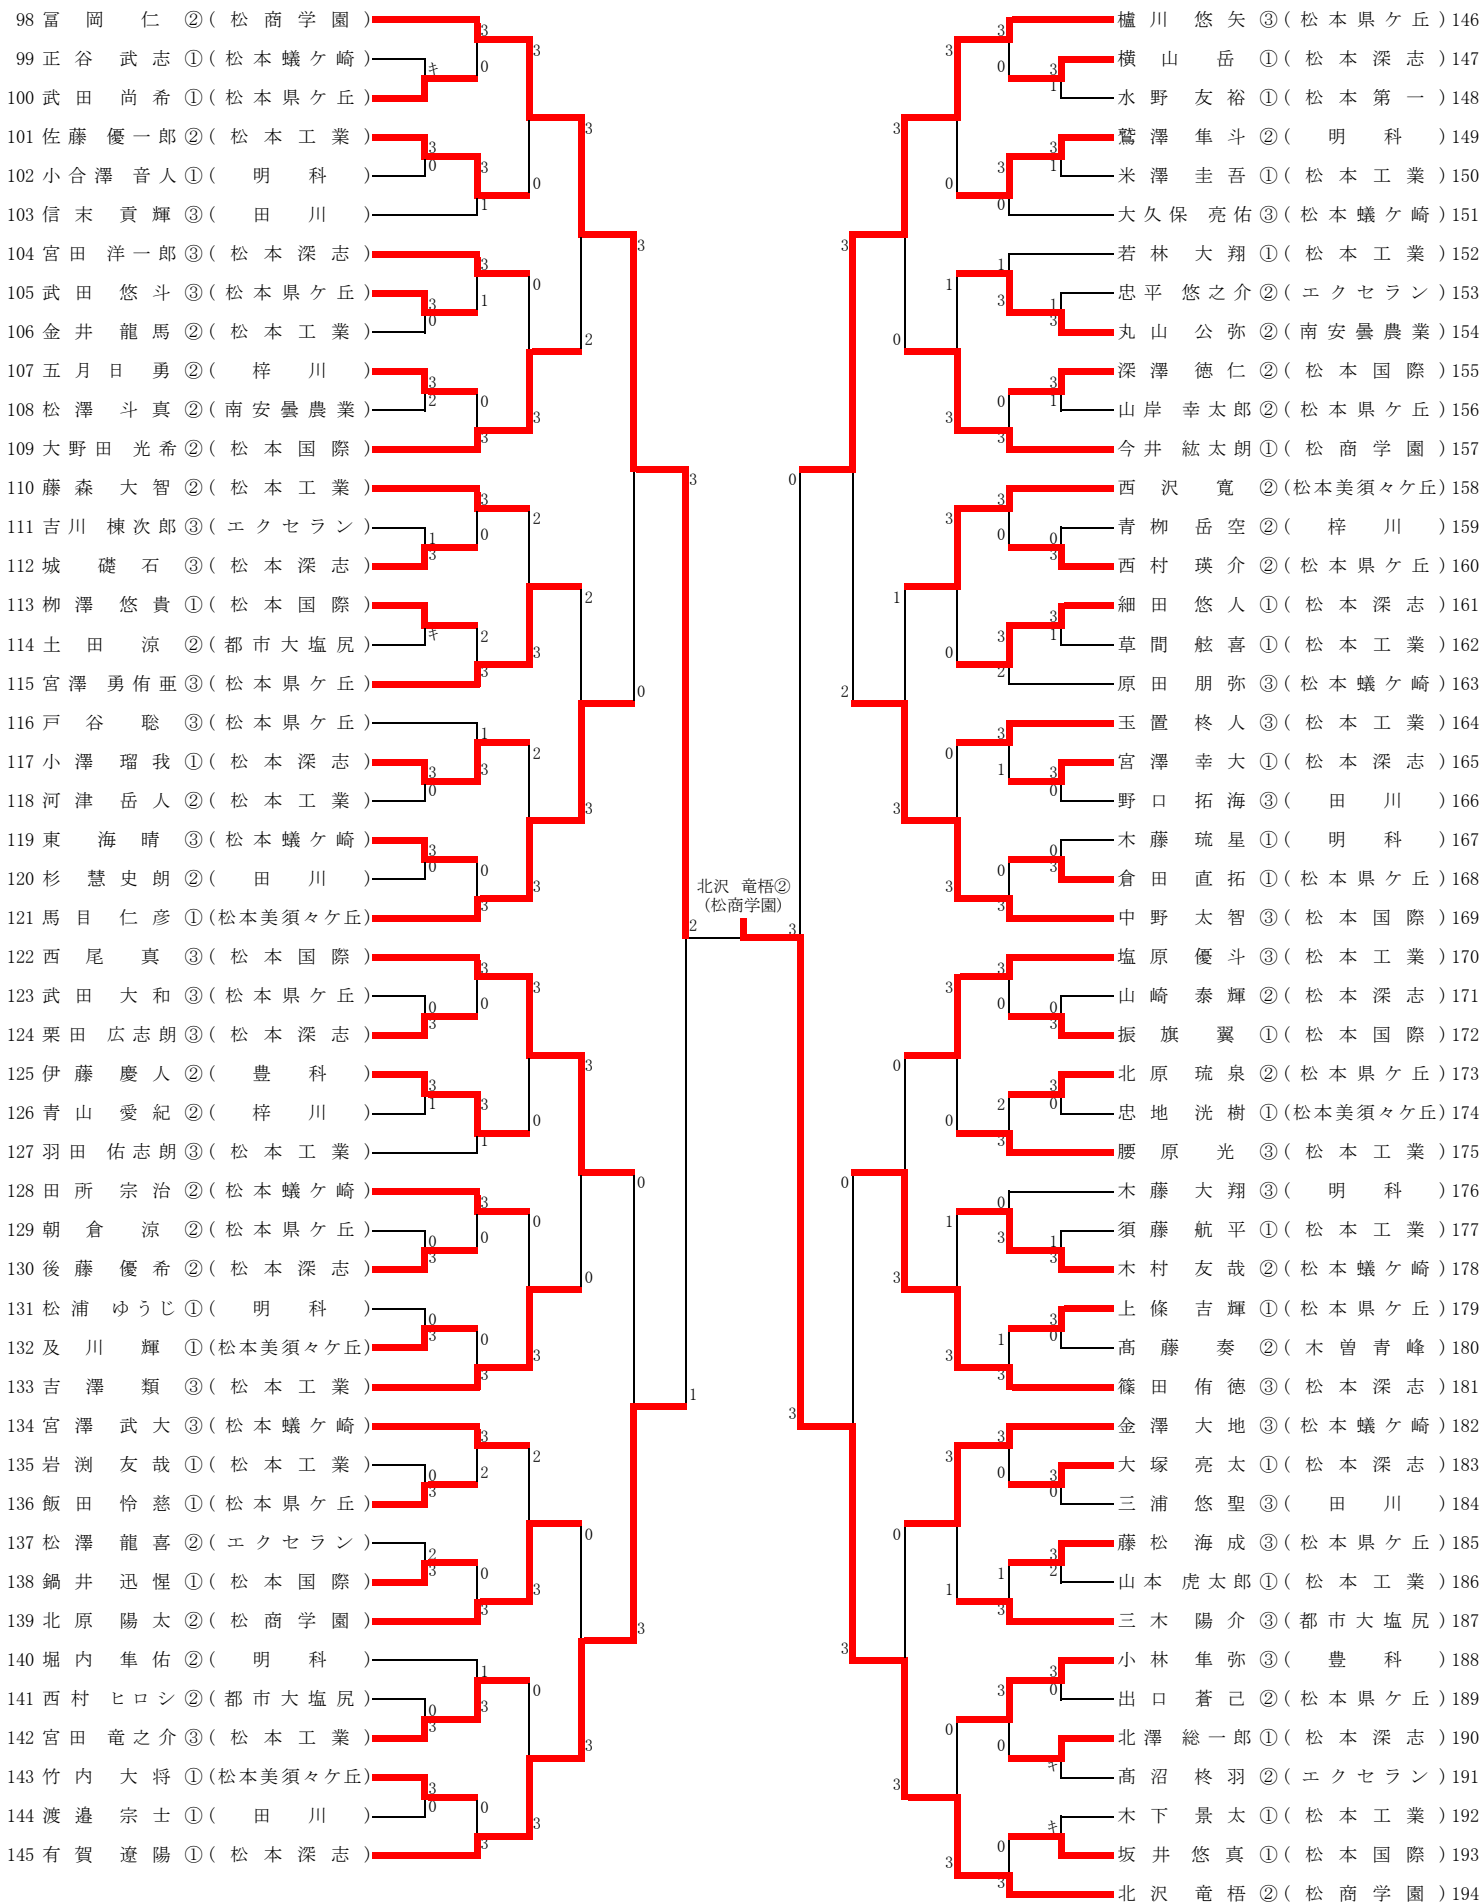 98 冨岡 仁 ②(松商学園)
99 正谷 武志 ①(松本蟻ケ崎)
100 武田 尚希 ①(松本県ケ丘)
101 佐藤 優一郎 ②(松本工業)
102 小合澤 音人 ①(明科)
103 信末 貢輝 ③(田川)
104 宮田 洋一郎 ③(松本深志)
105 武田 悠斗 ③(松本県ケ丘)
106 金井 龍馬 ②(松本工業)
107 五月日 勇 ②(梓川)
108 松澤 斗真 ②(南安曇農業)
109 大野田 光希 ②(松本国際)
110 藤森 大智 ②(松本工業)
111 吉川 棟次郎 ③(エクセラン)
112 城 礎石 ③(松本深志)
113 栁澤 悠貴 ①(松本国際)
114 土田 涼 ②(都市大塩尻)
115 宮澤 勇侑亜 ③(松本県ケ丘)
116 戸谷 聡 ③(松本県ケ丘)
117 小澤 瑠我 ①(松本深志)
118 河津 岳人 ②(松本工業)
119 東 海晴 ③(松本蟻ケ崎)
120 杉 慧史朗 ②(田川)
121 馬目 仁彦 ①(松本美須々ケ丘)
122 西尾 真 ③(松本国際)
123 武田 大和 ③(松本県ケ丘)
124 栗田 広志朗 ③(松本深志)
125 伊藤 慶人 ②(豊科)
126 青山 愛紀 ②(梓川)
127 羽田 佑志朗 ③(松本工業)
128 田所 宗治 ②(松本蟻ケ崎)
129 朝倉 涼 ②(松本県ケ丘)
130 後藤 優希 ②(松本深志)
131 松浦 ゆうじ ①(明科)
132 及川 輝 ①(松本美須々ケ丘)
133 吉澤 類 ③(松本工業)
134 宮澤 武大 ③(松本蟻ケ崎)
135 岩渕 友哉 ①(松本工業)
136 飯田 怜慈 ①(松本県ケ丘)
137 松澤 龍喜 ②(エクセラン)
138 鍋井 迅惺 ①(松本国際)
139 北原 陽太 ②(松商学園)
140 堀内 隼佑 ②(明科)
141 西村 ヒロシ ②(都市大塩尻)
142 宮田 竜之介 ③(松本工業)
143 竹内 大将 ①(松本美須々ケ丘)
144 渡邉 宗士 ①(田川)
145 有賀 遼陽 ①(松本深志)
北沢 竜梧②
(松商学園)
2 3
櫨川 悠矢 ③(松本県ケ丘)146
横山 岳 ①(松本深志)147
水野 友裕 ①(松本第一)148
鷲澤 隼斗 ②(明科)149
米澤 圭吾 ①(松本工業)150
大久保 亮佑 ③(松本蟻ケ崎)151
若林 大翔 ①(松本工業)152
忠平 悠之介 ②(エクセラン)153
丸山 公弥 ②(南安曇農業)154
深澤 徳仁 ②(松本国際)155
山岸 幸太郎 ②(松本県ケ丘)156
今井 紘太朗 ①(松商学園)157
西沢 寛 ②(松本美須々ケ丘)158
青栁 岳空 ②(梓川)159
西村 瑛介 ②(松本県ケ丘)160
細田 悠人 ①(松本深志)161
草間 舷喜 ①(松本工業)162
原田 朋弥 ③(松本蟻ケ崎)163
玉置 柊人 ③(松本工業)164
宮澤 幸大 ①(松本深志)165
野口 拓海 ③(田川)166
木藤 琉星 ①(明科)167
倉田 直拓 ①(松本県ケ丘)168
中野 太智 ③(松本国際)169
塩原 優斗 ③(松本工業)170
山崎 泰輝 ②(松本深志)171
振旗 翼 ①(松本国際)172
北原 琉泉 ②(松本県ケ丘)173
忠地 洸樹 ①(松本美須々ケ丘)174
腰原 光 ③(松本工業)175
木藤 大翔 ③(明科)176
須藤 航平 ①(松本工業)177
木村 友哉 ②(松本蟻ケ崎)178
上條 吉輝 ①(松本県ケ丘)179
髙藤 奏 ②(木曽青峰)180
篠田 侑徳 ③(松本深志)181
金澤 大地 ③(松本蟻ケ崎)182
大塚 亮太 ①(松本深志)183
三浦 悠聖 ③(田川)184
藤松 海成 ③(松本県ケ丘)185
山本 虎太郎 ①(松本工業)186
三木 陽介 ③(都市大塩尻)187
小林 隼弥 ③(豊科)188
出口 蒼己 ②(松本県ケ丘)189
北澤 総一郎 ①(松本深志)190
髙沼 柊羽 ②(エクセラン)191
木下 景太 ①(松本工業)192
坂井 悠真 ①(松本国際)193
北沢 竜梧 ②(松商学園)194